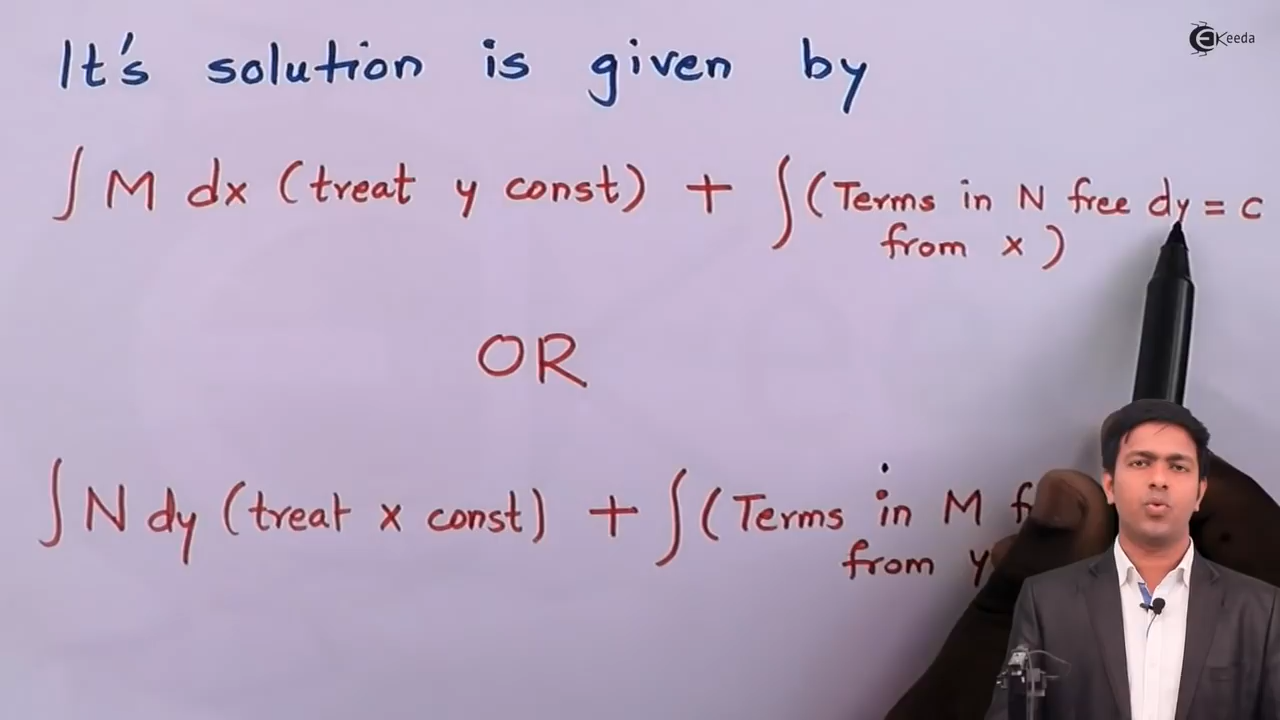 It's solution is given by
Keeda
∫ M dx (treat y const) + ∫ (Terms in N free dy = c
from x )
OR
∫ N dy (treat x const) + ∫ (Terms in M
from y